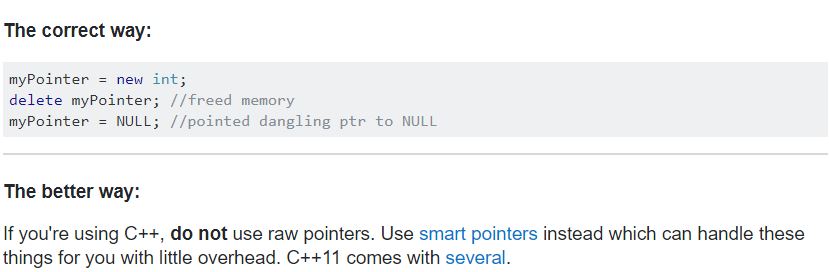 The correct way:
myPointer = new int;
delete myPointer; //freed memory
myPointer = NULL; //pointed dangling ptr to NULL
The better way:
If you're using C++, do not use raw pointers. Use smart pointers instead which can handle these
things for you with little overhead. C++11 comes with several.